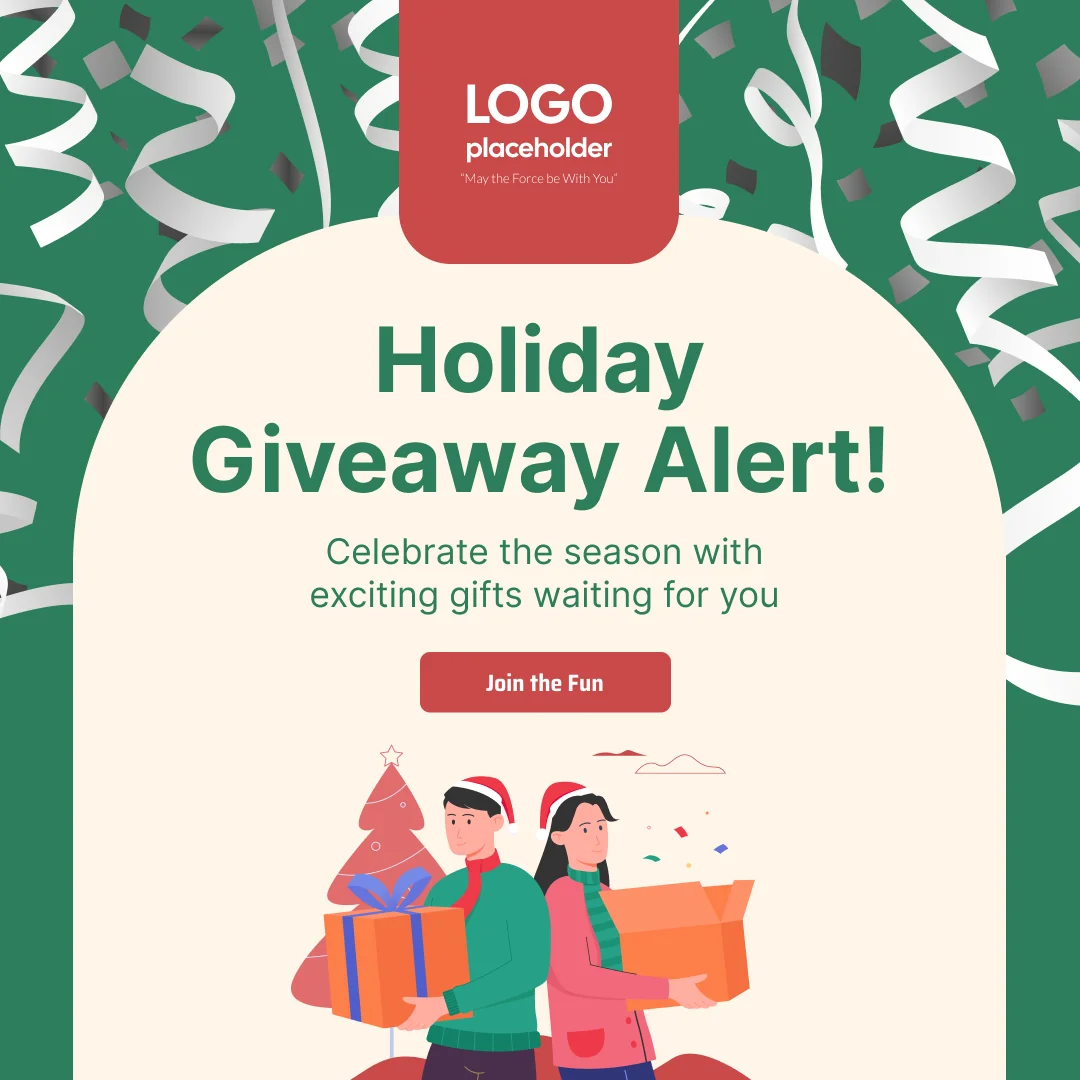 LOGO
placeholder
"May the Force be With You"
Holiday
Giveaway Alert!
Celebrate the season with
exciting gifts waiting for you
Join the Fun